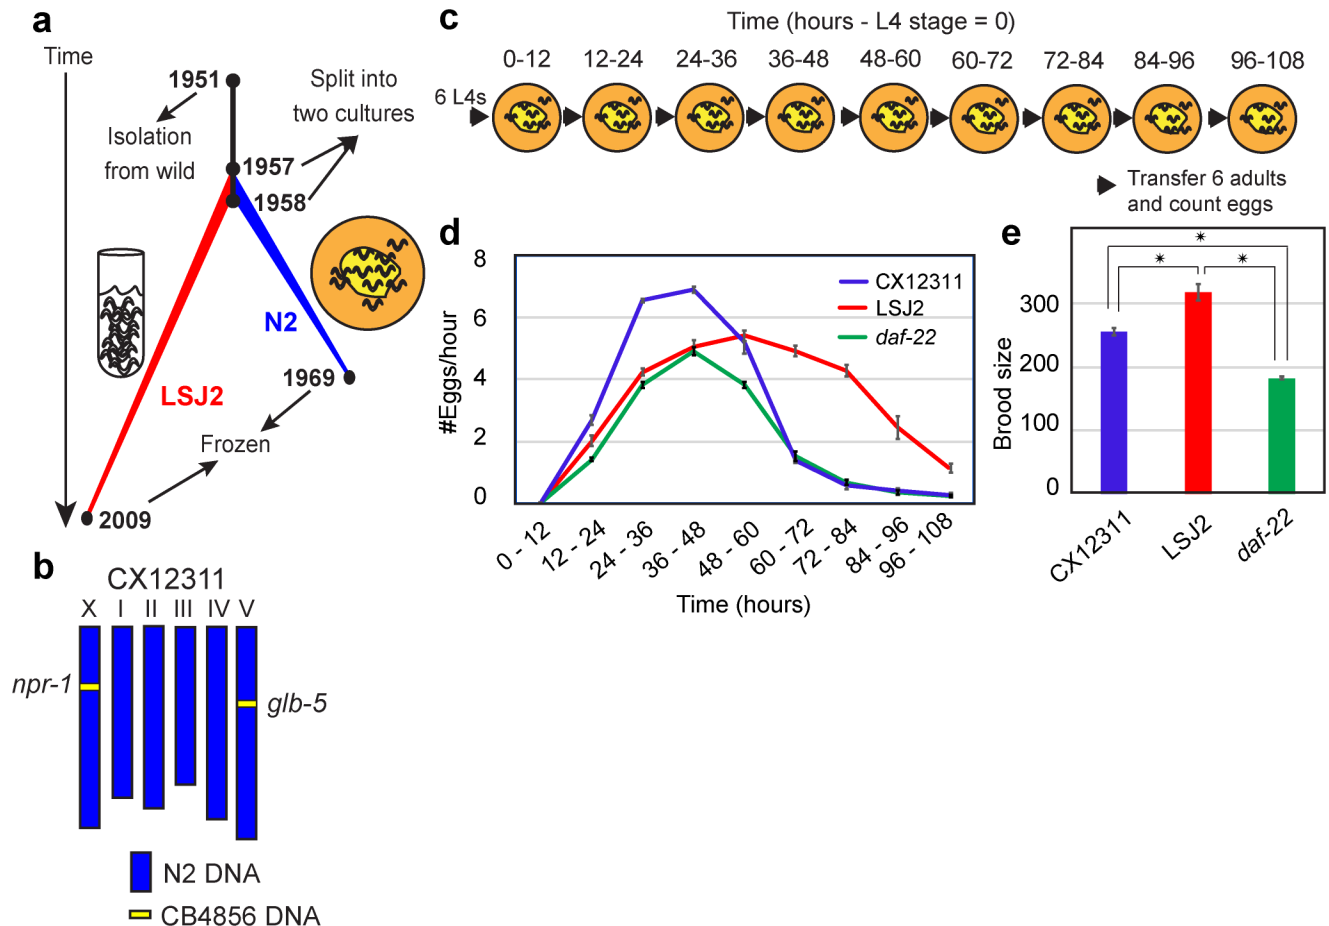 a
Time
1951
Isolation
from wild
Split into
two cultures
1957
1958
N2
LSJ2
1969
Frozen
2009
b
CX12311
X I II III IV V
npr-1
glb-5
N2 DNA
CB4856 DNA
c
Time (hours - L4 stage = 0)
0-12 12-24 24-36 36-48 48-60 60-72 72-84 84-96 96-108
6 L4s
Transfer 6 adults
and count eggs
d
#Eggs/hour
8
6
4
2
0
CX12311
LSJ2
daf-22
0 - 12
12 - 24
24 - 36
36 - 48
48 - 60
60 - 72
72 - 84
84 - 96
96 - 108
Time (hours)
e
Brood size
300
200
100
0
* 
* *
CX12311
LSJ2
daf-22